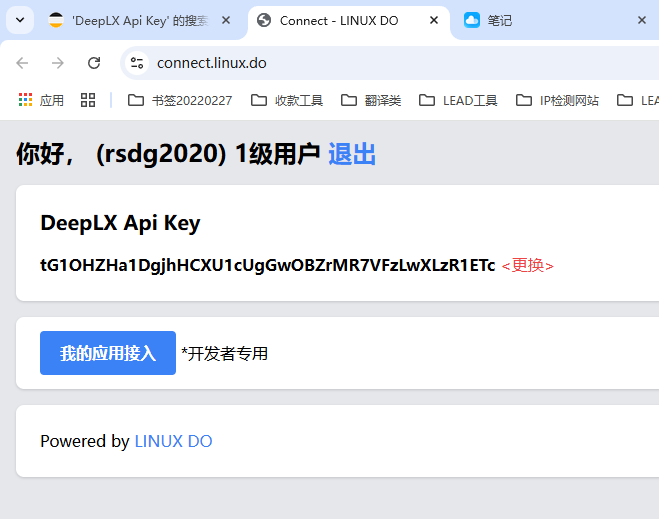 'DeepLX Api Key' 的搜索
Connect - LINUX DO
笔记
connect.linux.do
应用
书签20220227
收款工具
翻译类
LEAD工具
IP检测网站
LEA
你好， (rsdg2020) 1级用户 退出
DeepLX Api Key
tG1OHZHa1DgjhHCXU1cUgGwOBZrMR7VFzLwXLzR1ETc <更换>
我的应用接入 *开发者专用
Powered by LINUX DO